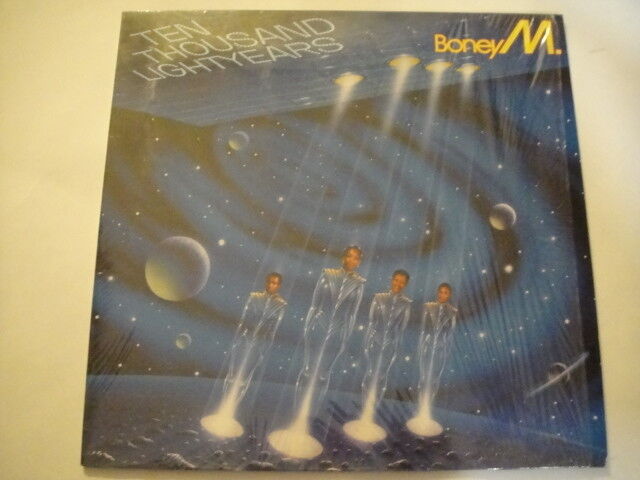 TEN
THOUSAND
LIGHTYEARS
Boney M.